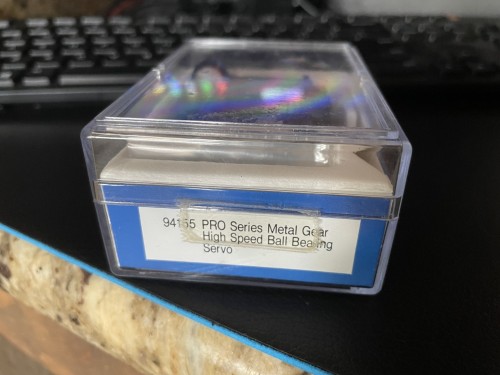 94155 PRO Series Metal Gear
High Speed Ball Bearing
Servo